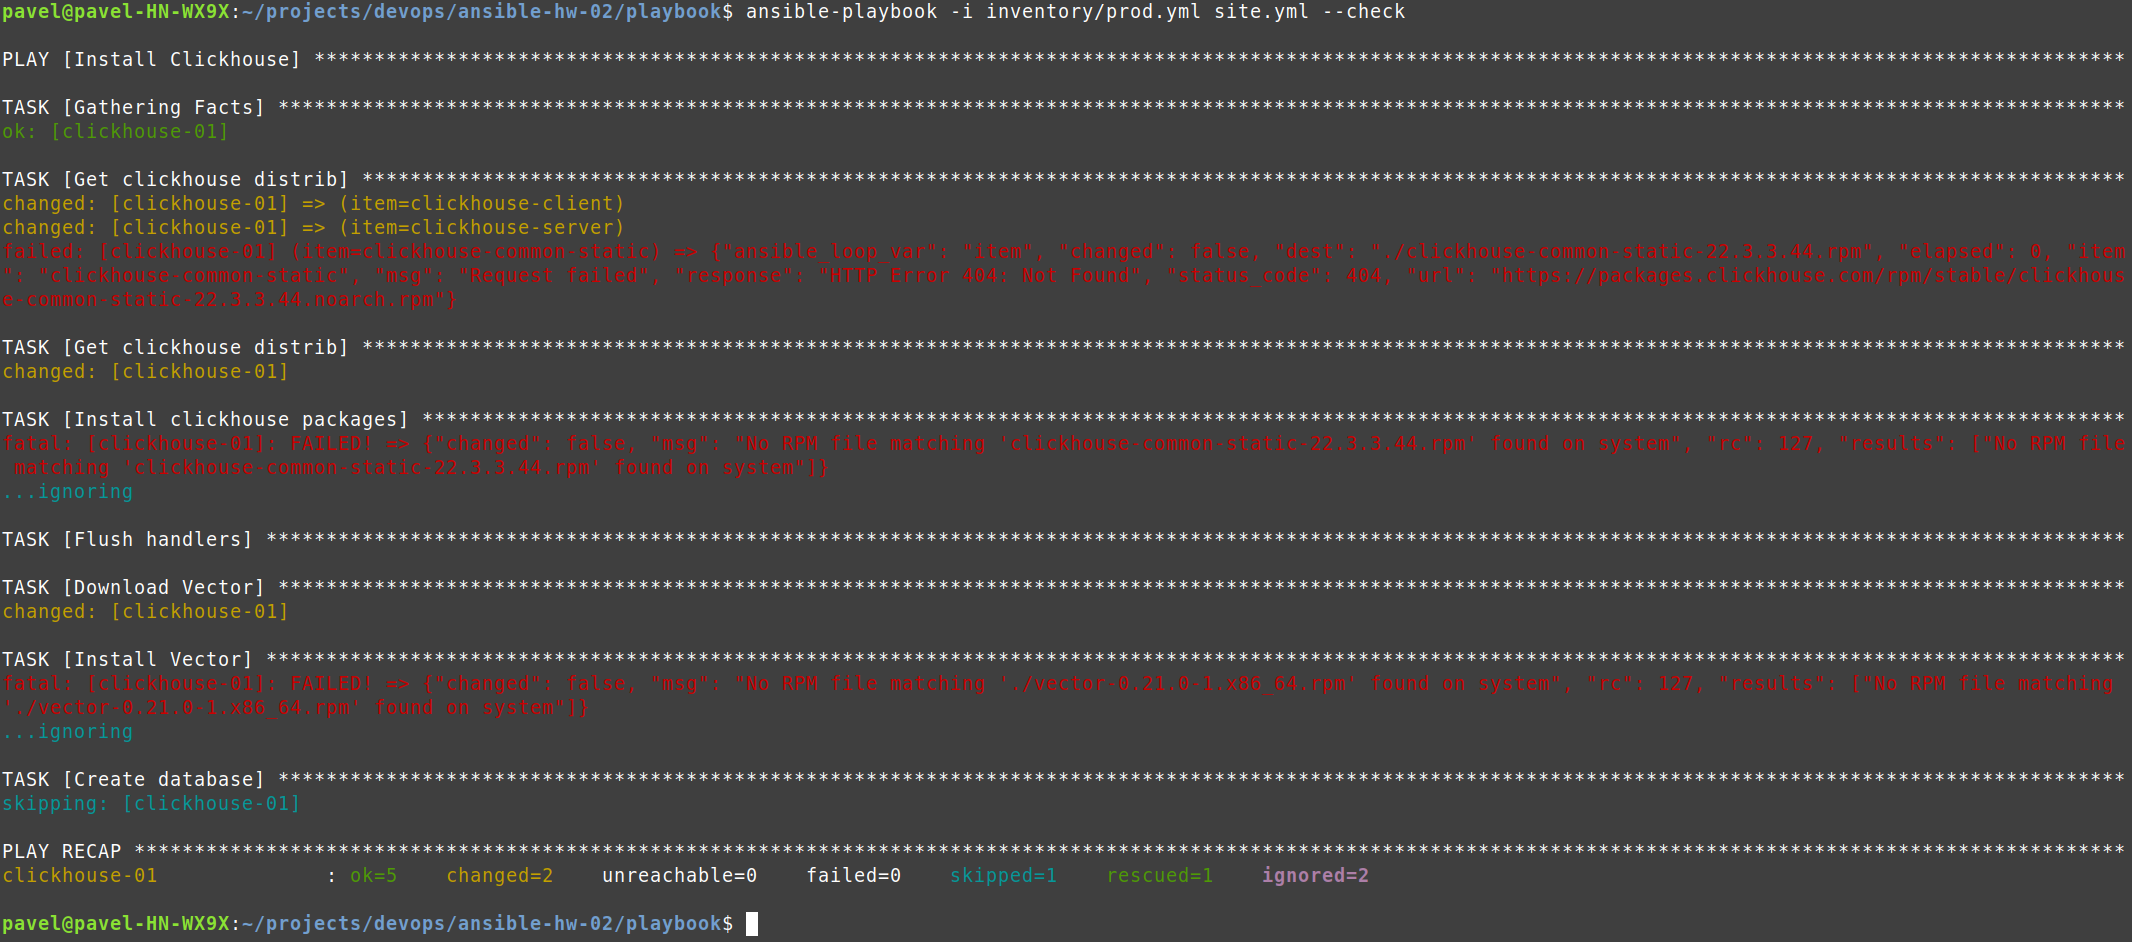 pavel@pavel-HN-WX9X:~/projects/devops/ansible-hw-02/playbook$ ansible-playbook -i inventory/prod.yml site.yml --check
PLAY [Install Clickhouse] ***************************************************************************************************************************************************
TASK [Gathering Facts] ******************************************************************************************************************************************************
ok: [clickhouse-01]
TASK [Get clickhouse distrib] ***********************************************************************************************************************************************
changed: [clickhouse-01] => (item=clickhouse-client)
changed: [clickhouse-01] => (item=clickhouse-server)
failed: [clickhouse-01] (item=clickhouse-common-static) => {"ansible_loop_var": "item", "changed": false, "dest": "./clickhouse-common-static-22.3.3.44.rpm", "elapsed": 0, "item
": "clickhouse-common-static", "msg": "Request failed", "response": "HTTP Error 404: Not Found", "status_code": 404, "url": "https://packages.clickhouse.com/rpm/stable/clickhous
e-common-static-22.3.3.44.noarch.rpm"}
TASK [Get clickhouse distrib] ***********************************************************************************************************************************************
changed: [clickhouse-01]
TASK [Install clickhouse packages] ******************************************************************************************************************************************
fatal: [clickhouse-01]: FAILED! => {"changed": false, "msg": "No RPM file matching 'clickhouse-common-static-22.3.3.44.rpm' found on system", "rc": 127, "results": ["No RPM file
 matching 'clickhouse-common-static-22.3.3.44.rpm' found on system"]}
...ignoring
TASK [Flush handlers] *******************************************************************************************************************************************************
TASK [Download Vector] ******************************************************************************************************************************************************
changed: [clickhouse-01]
TASK [Install Vector] *******************************************************************************************************************************************************
fatal: [clickhouse-01]: FAILED! => {"changed": false, "msg": "No RPM file matching './vector-0.21.0-1.x86_64.rpm' found on system", "rc": 127, "results": ["No RPM file matching
'./vector-0.21.0-1.x86_64.rpm' found on system"]}
...ignoring
TASK [Create database] ******************************************************************************************************************************************************
skipping: [clickhouse-01]
PLAY RECAP ******************************************************************************************************************************************************************
clickhouse-01              : ok=5    changed=2    unreachable=0    failed=0    skipped=1    rescued=1    ignored=2
pavel@pavel-HN-WX9X:~/projects/devops/ansible-hw-02/playbook$